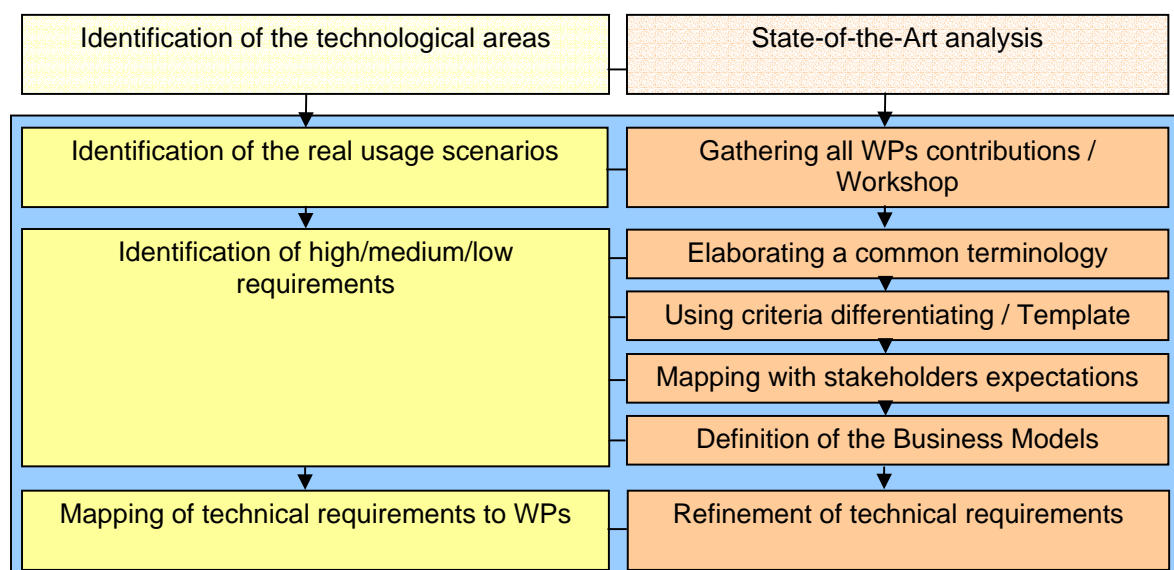 Identification of the technological areas
State-of-the-Art analysis
Identification of the real usage scenarios
Gathering all WPs contributions /
Workshop
Identification of high/medium/low
requirements
Elaborating a common terminology
Using criteria differentiating / Template
Mapping with stakeholders expectations
Definition of the Business Models
Mapping of technical requirements to WPs
Refinement of technical requirements